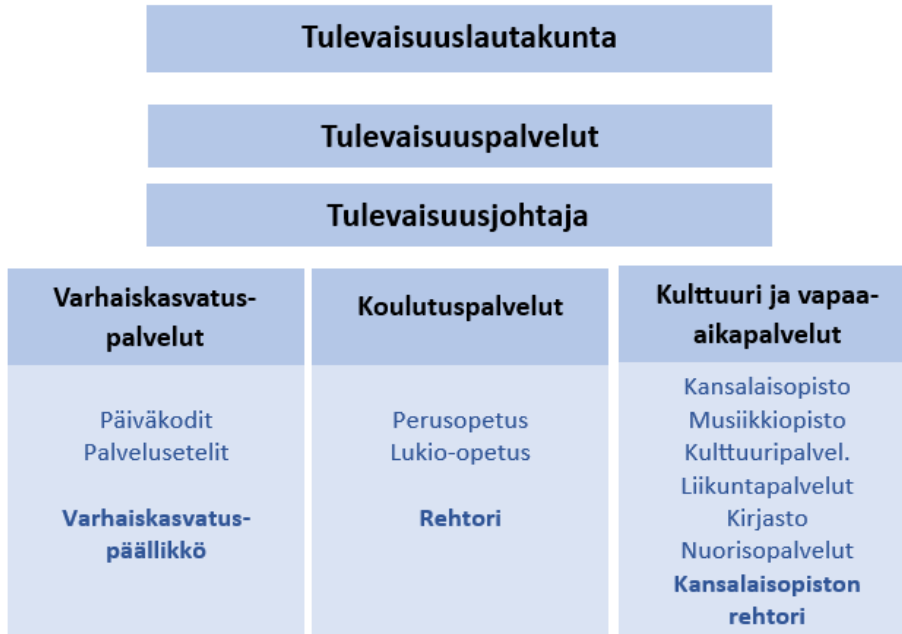 Tulevaisuuslautakunta
Tulevaisuuspalvelut
Tulevaisuusjohtaja
Varhaiskasvatus-
palvelut
Päiväkodit
Palvelusetelit
Varhaiskasvatus-
päällikkö
Koulutuspalvelut
Perusopetus
Lukio-opetus
Rehtori
Kulttuuri ja vapaa-
aikapalvelut
Kansalaisopisto
Musiikkiopisto
Kulttuuripalvel.
Liikuntapalvelut
Kirjasto
Nuorisopalvelut
Kansalaisopiston
rehtori